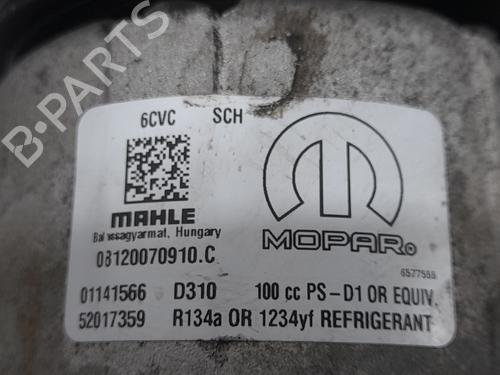 6CVC SCH
MAHLE
Balassagyarmat, Hungary
08120070910.C
MOPAR®
6577556
01141566 D310 100 cc PS-D1 OR EQUIV.
52017359 R134a OR 1234yf REFRIGERANT
B-PARTS